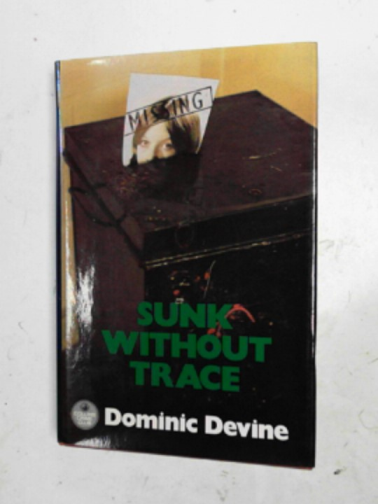 MISSING
SUNK
WITHOUT
TRACE
Dominic Devine